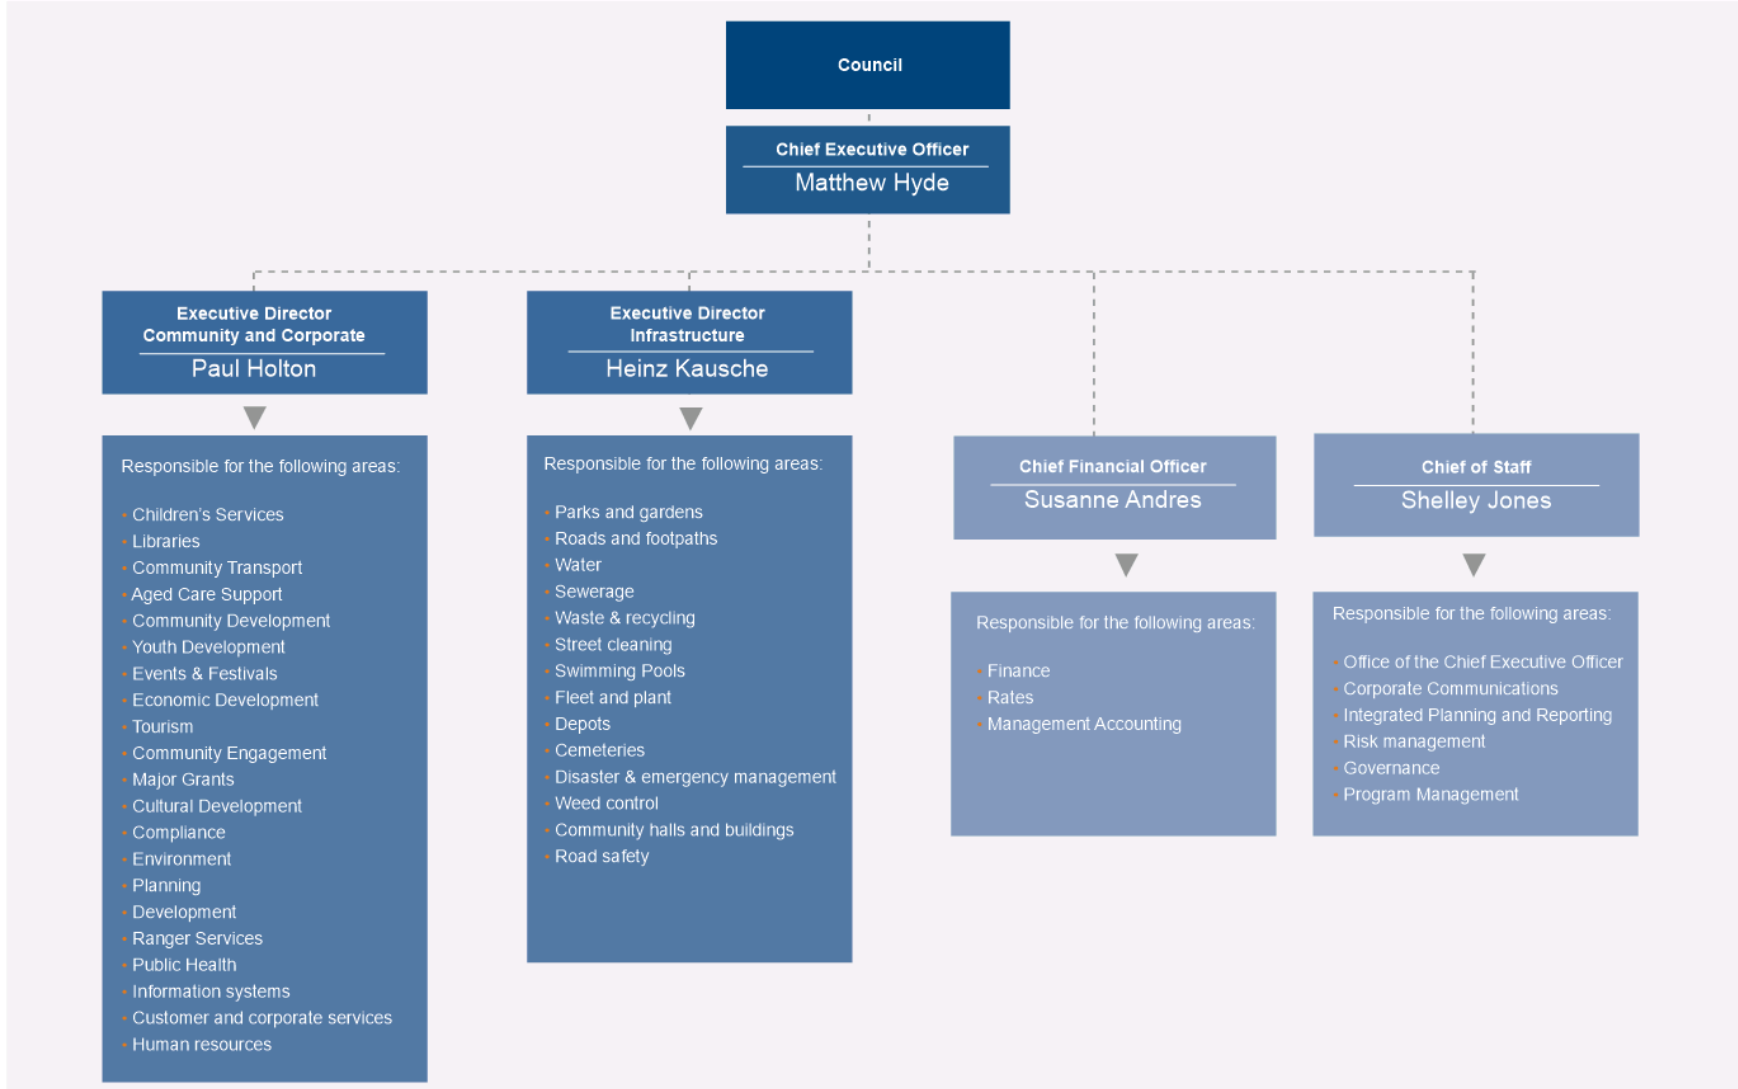 Council
Chief Executive Officer
Matthew Hyde
Executive Director
Community and Corporate
Paul Holton
Responsible for the following areas:
• Children's Services
• Libraries
• Community Transport
• Aged Care Support
• Community Development
• Youth Development
• Events & Festivals
• Economic Development
• Tourism
• Community Engagement
• Major Grants
• Cultural Development
• Compliance
• Environment
• Planning
• Development
• Ranger Services
• Public Health
• Information systems
• Customer and corporate services
• Human resources
Executive Director
Infrastructure
Heinz Kausche
Responsible for the following areas:
• Parks and gardens
• Roads and footpaths
• Water
• Sewerage
• Waste & recycling
• Street cleaning
• Swimming Pools
• Fleet and plant
• Depots
• Cemeteries
• Disaster & emergency management
• Weed control
• Community halls and buildings
• Road safety
Chief Financial Officer
Susanne Andres
Responsible for the following areas:
• Finance
• Rates
• Management Accounting
Chief of Staff
Shelley Jones
Responsible for the following areas:
• Office of the Chief Executive Officer
• Corporate Communications
• Integrated Planning and Reporting
• Risk management
• Governance
• Program Management